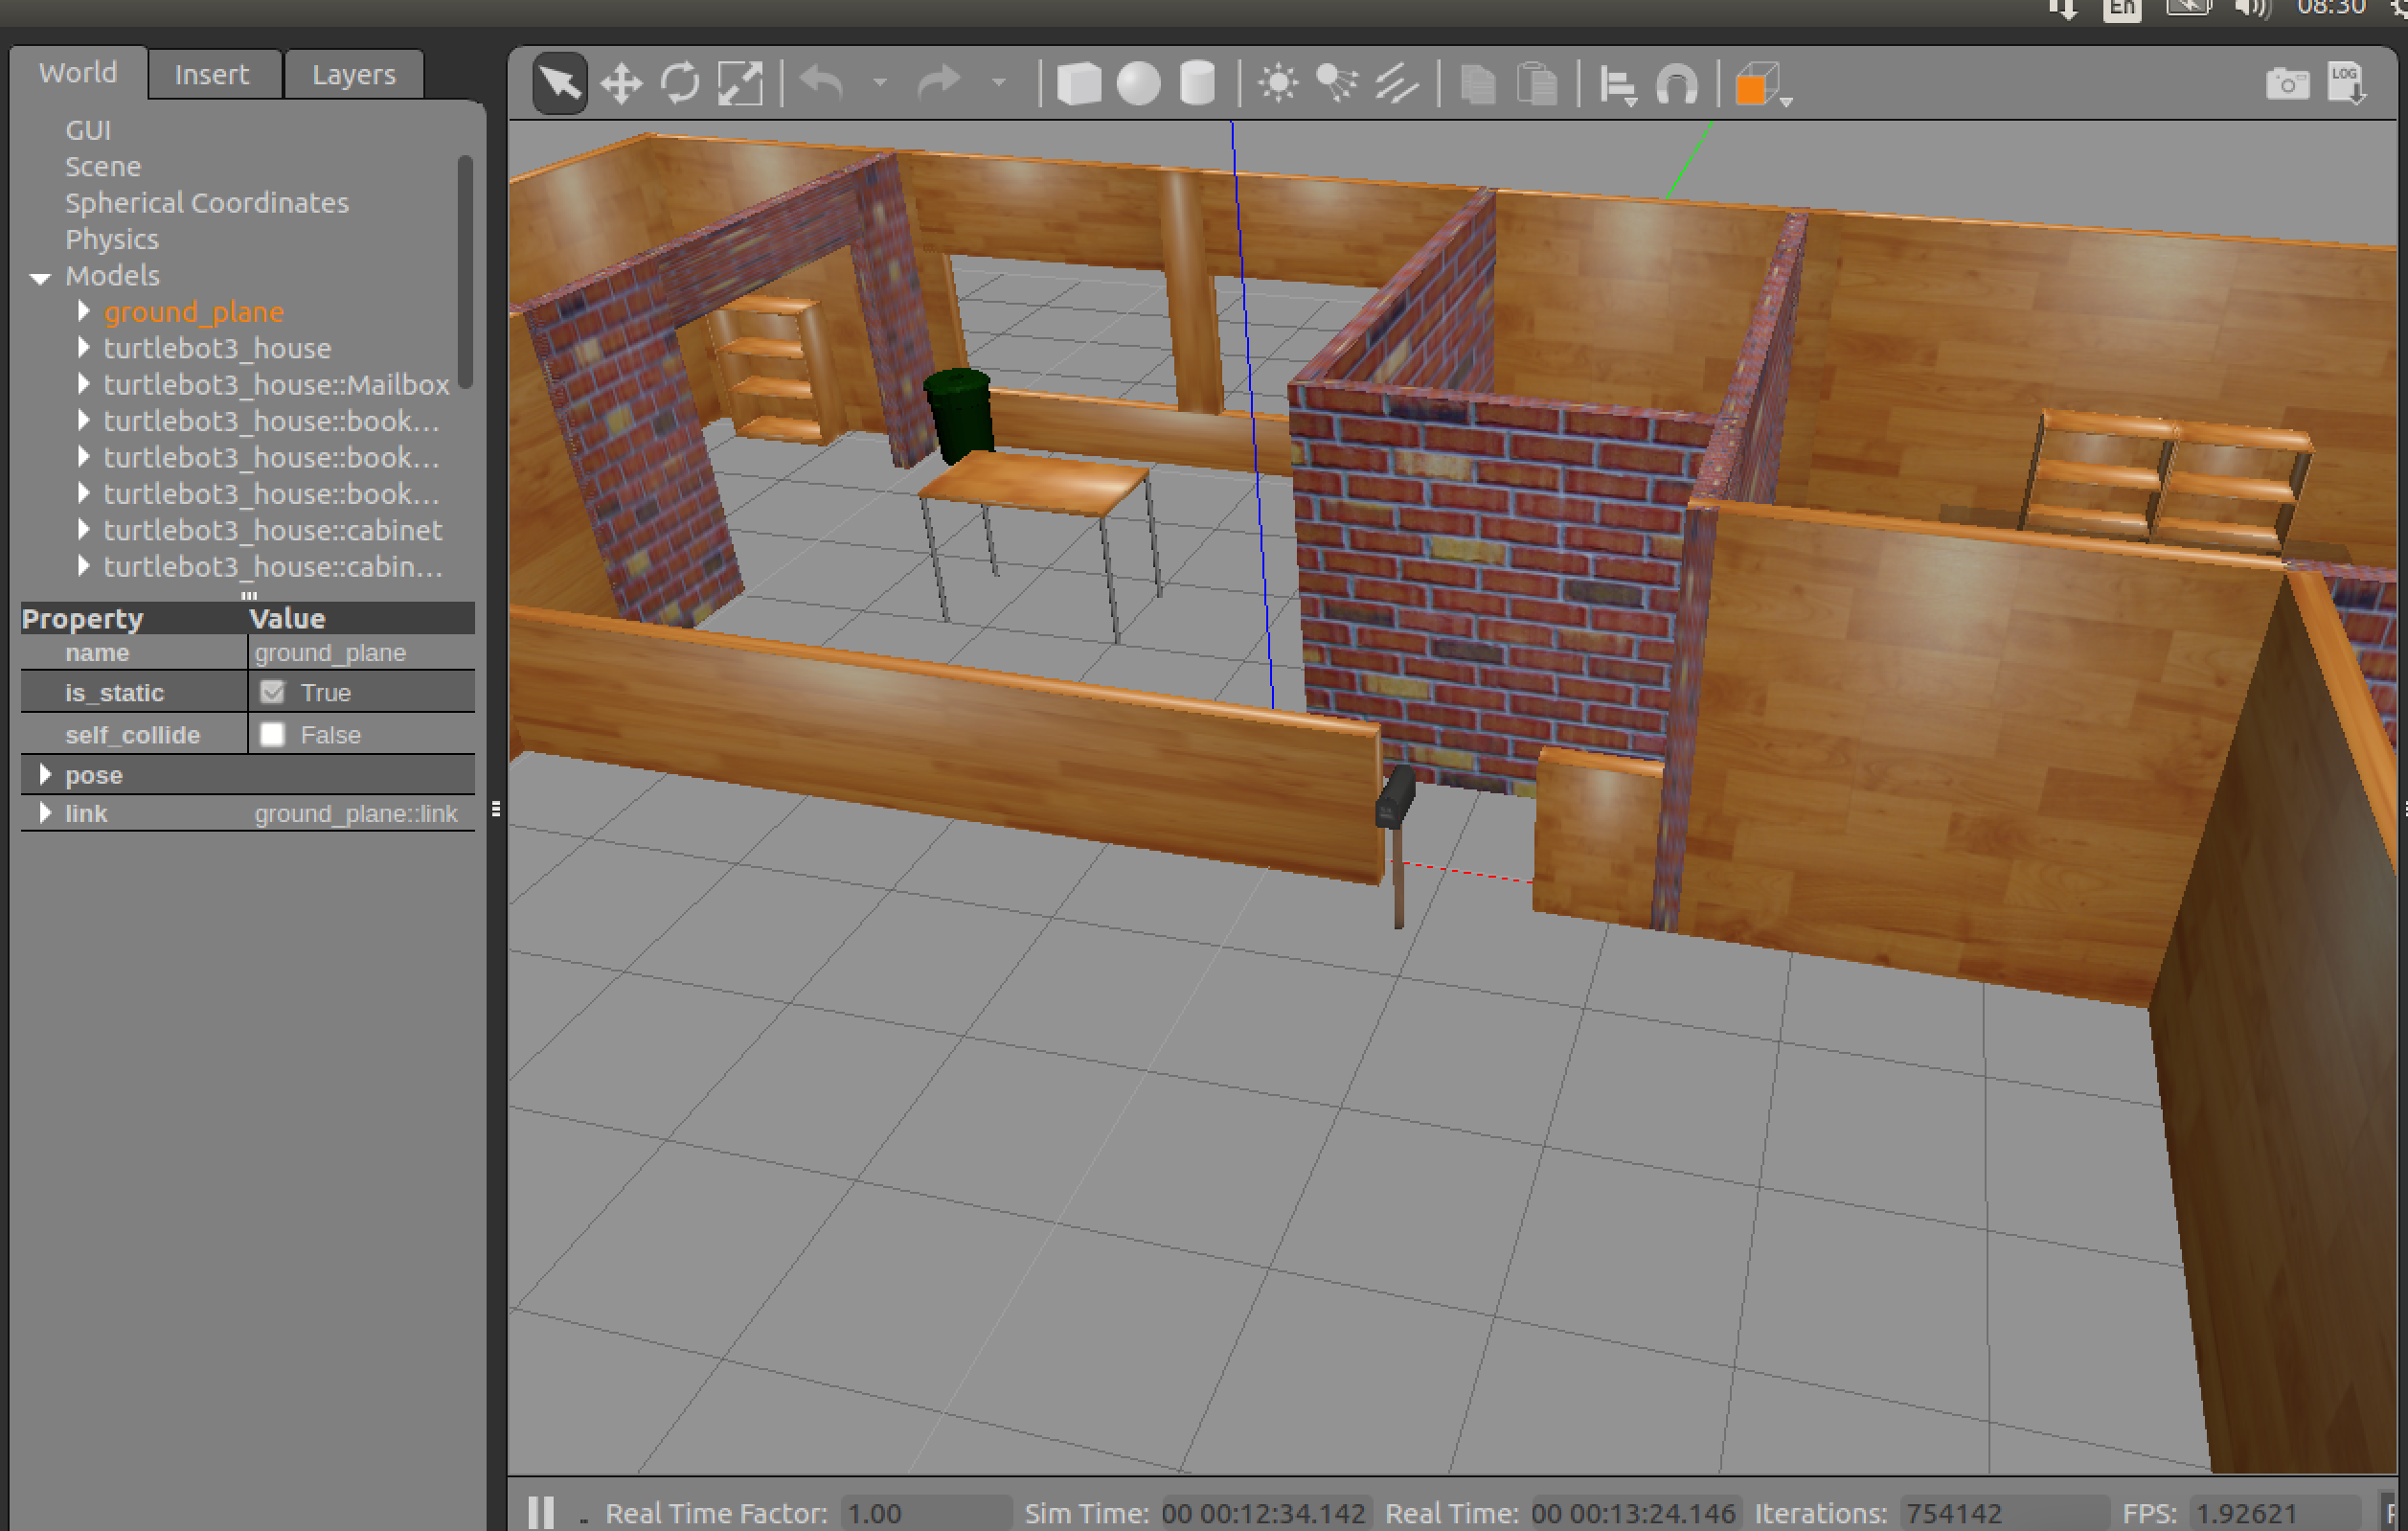 En 08:30
World Insert Layers
LOG
GUI
Scene
Spherical Coordinates
Physics
Models
ground_plane
turtlebot3_house
turtlebot3_house::Mailbox
turtlebot3_house::book...
turtlebot3_house::book...
turtlebot3_house::book...
turtlebot3_house::cabinet
turtlebot3_house::cabin...
Property Value
name ground_plane
is_static True
self_collide False
pose
link ground_plane::link
Real Time Factor: 1.00 Sim Time: 00 00:12:34.142 Real Time: 00 00:13:24.146 Iterations: 754142 FPS: 1.92621